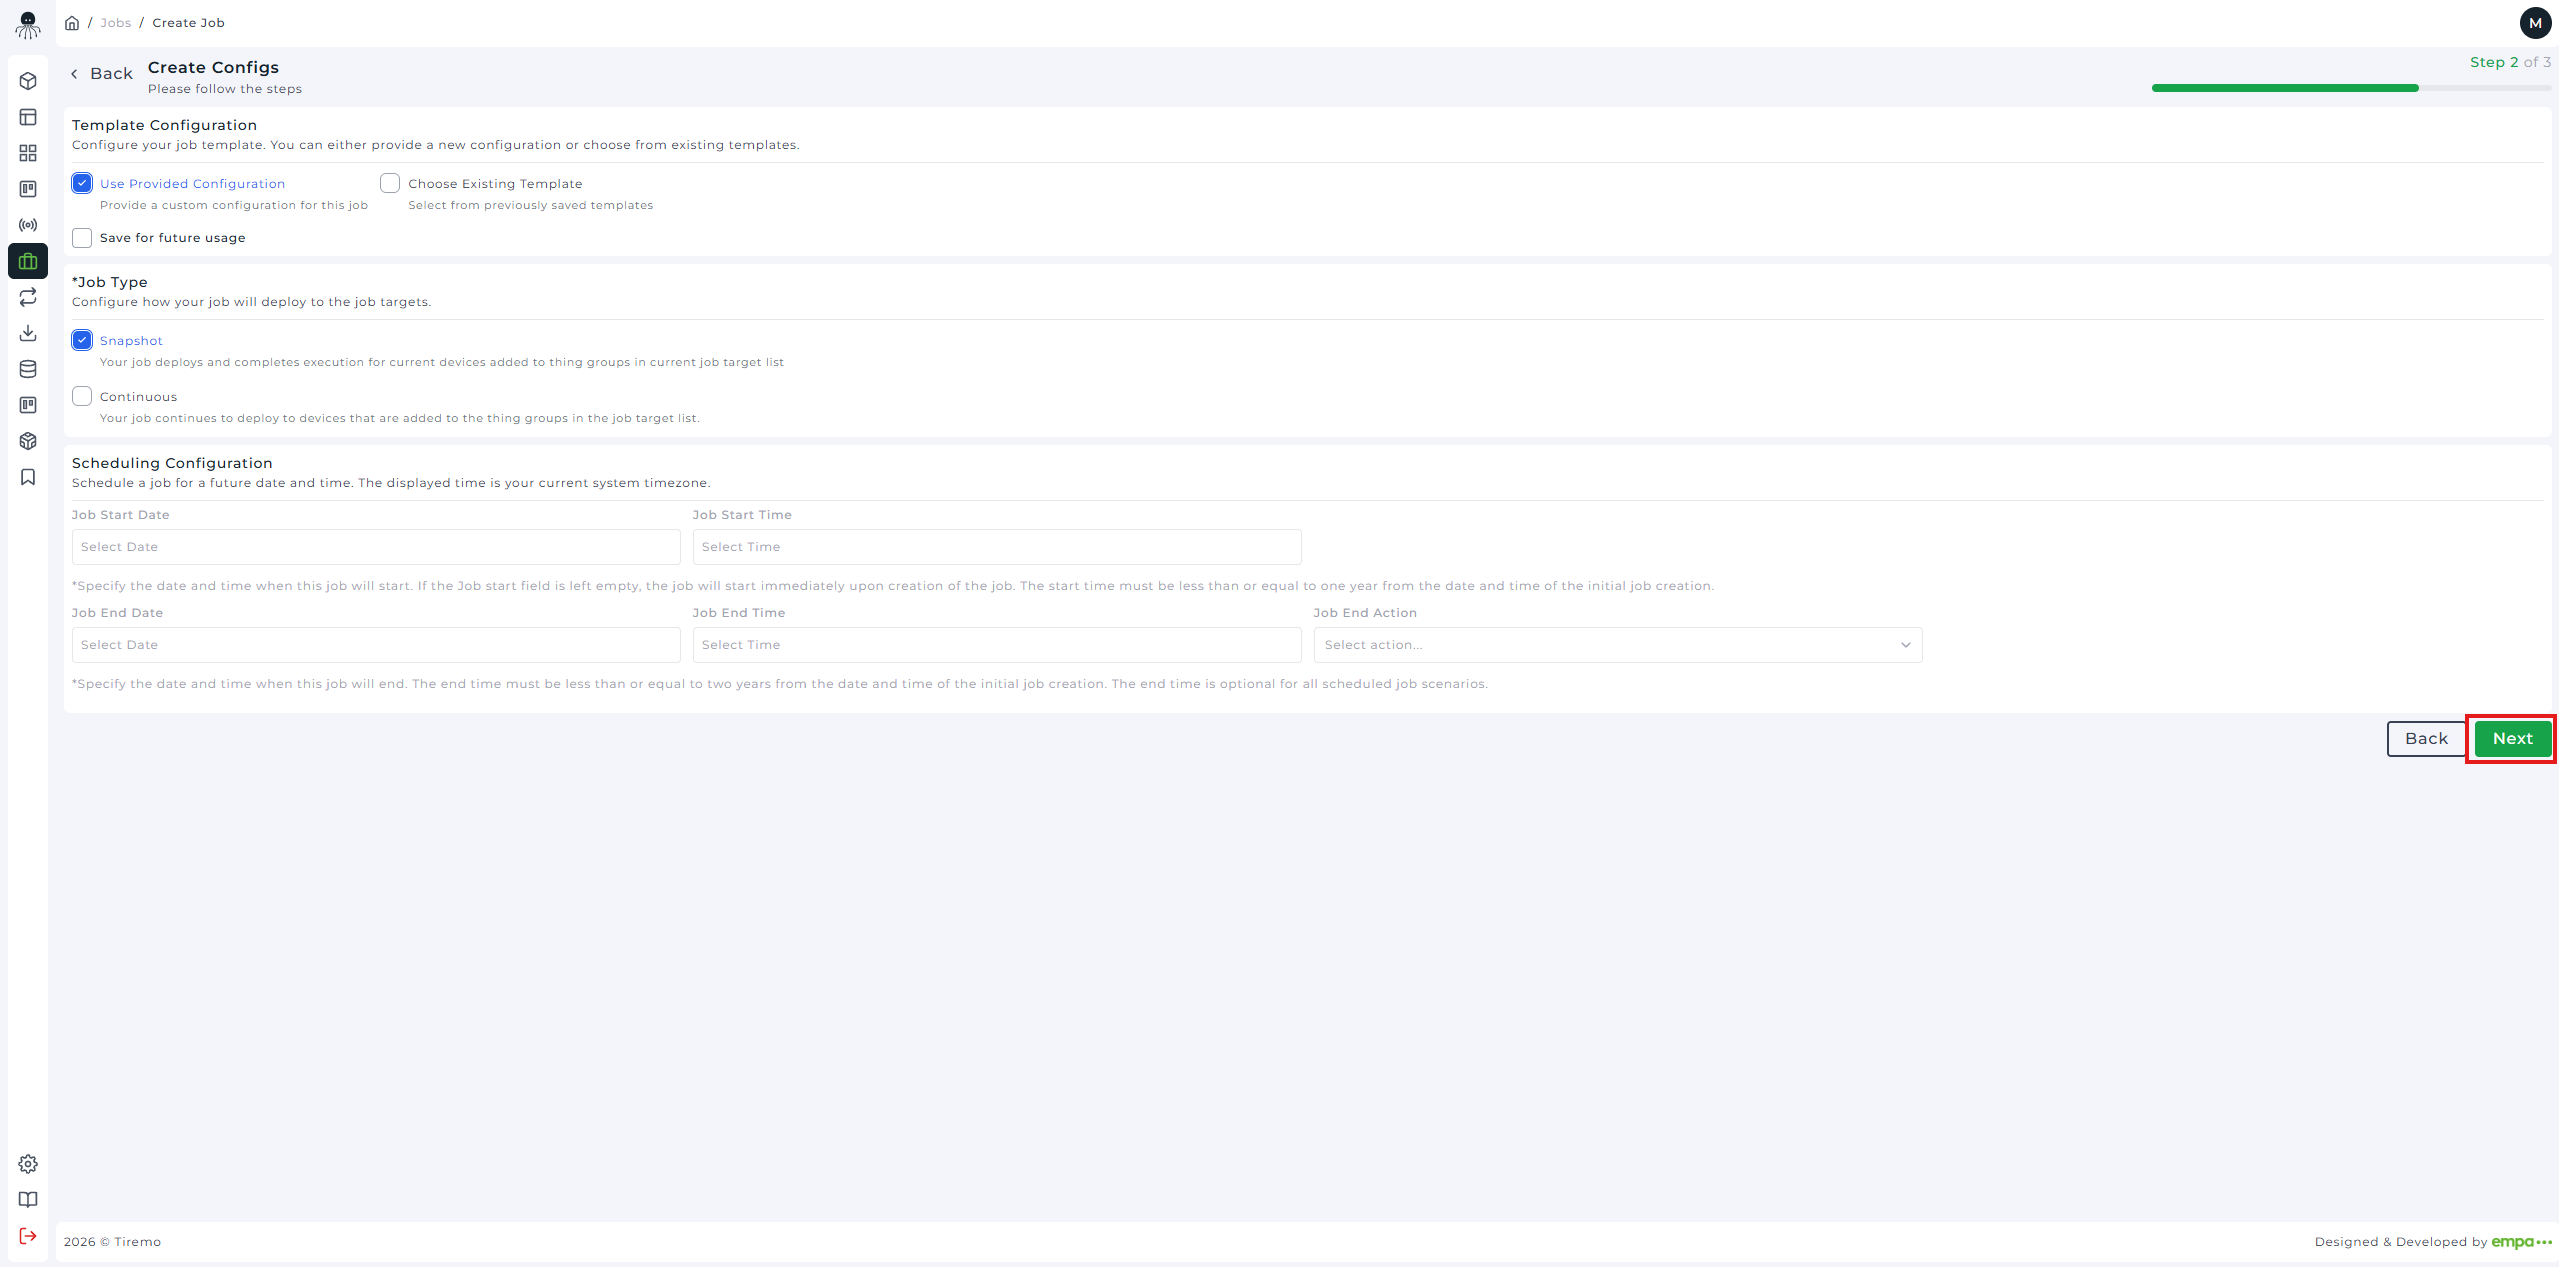 / Jobs / Create Job
M
Back
Create Configs
Please follow the steps
Step 2 of 3
Template Configuration
Configure your job template. You can either provide a new configuration or choose from existing templates.
Use Provided Configuration
Provide a custom configuration for this job
Choose Existing Template
Select from previously saved templates
Save for future usage
*Job Type
Configure how your job will deploy to the job targets.
Snapshot
Your job deploys and completes execution for current devices added to thing groups in current job target list
Continuous
Your job continues to deploy to devices that are added to the thing groups in the job target list.
Scheduling Configuration
Schedule a job for a future date and time. The displayed time is your current system timezone.
Job Start Date
Job Start Time
Select Date
Select Time
*Specify the date and time when this job will start. If the Job start field is left empty, the job will start immediately upon creation of the job. The start time must be less than or equal to one year from the date and time of the initial job creation.
Job End Date
Job End Time
Job End Action
Select Date
Select Time
Select action...
*Specify the date and time when this job will end. The end time must be less than or equal to two years from the date and time of the initial job creation. The end time is optional for all scheduled job scenarios.
Back
Next
2026 © Tiremo
Designed & Developed by empa